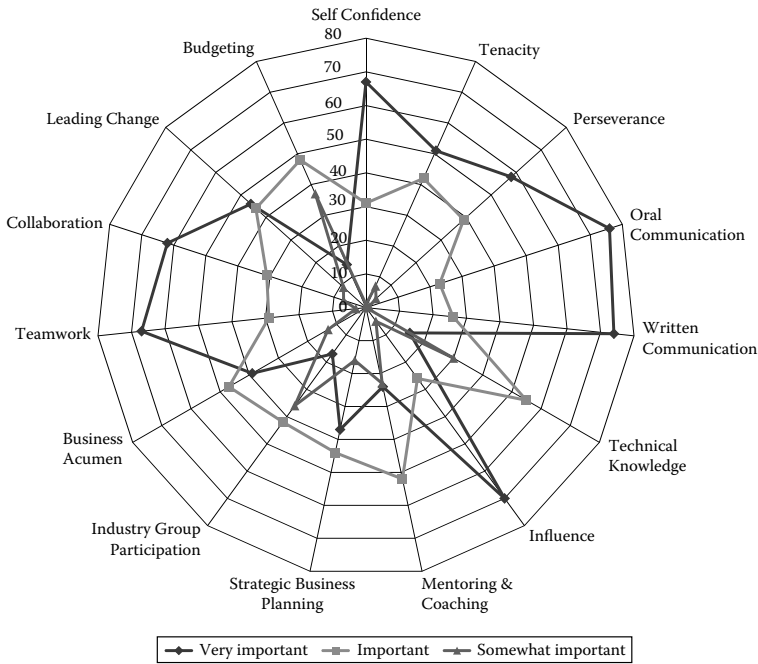 Self Confidence
80
Budgeting
Tenacity
70
60
Leading Change
Perseverance
50
40
30
Collaboration
Oral
Communication
20
10
0
Teamwork
Written
Communication
Business
Acumen
Technical
Knowledge
Industry Group
Participation
Influence
Strategic Business
Planning
Mentoring &
Coaching
Very important
Important
Somewhat important